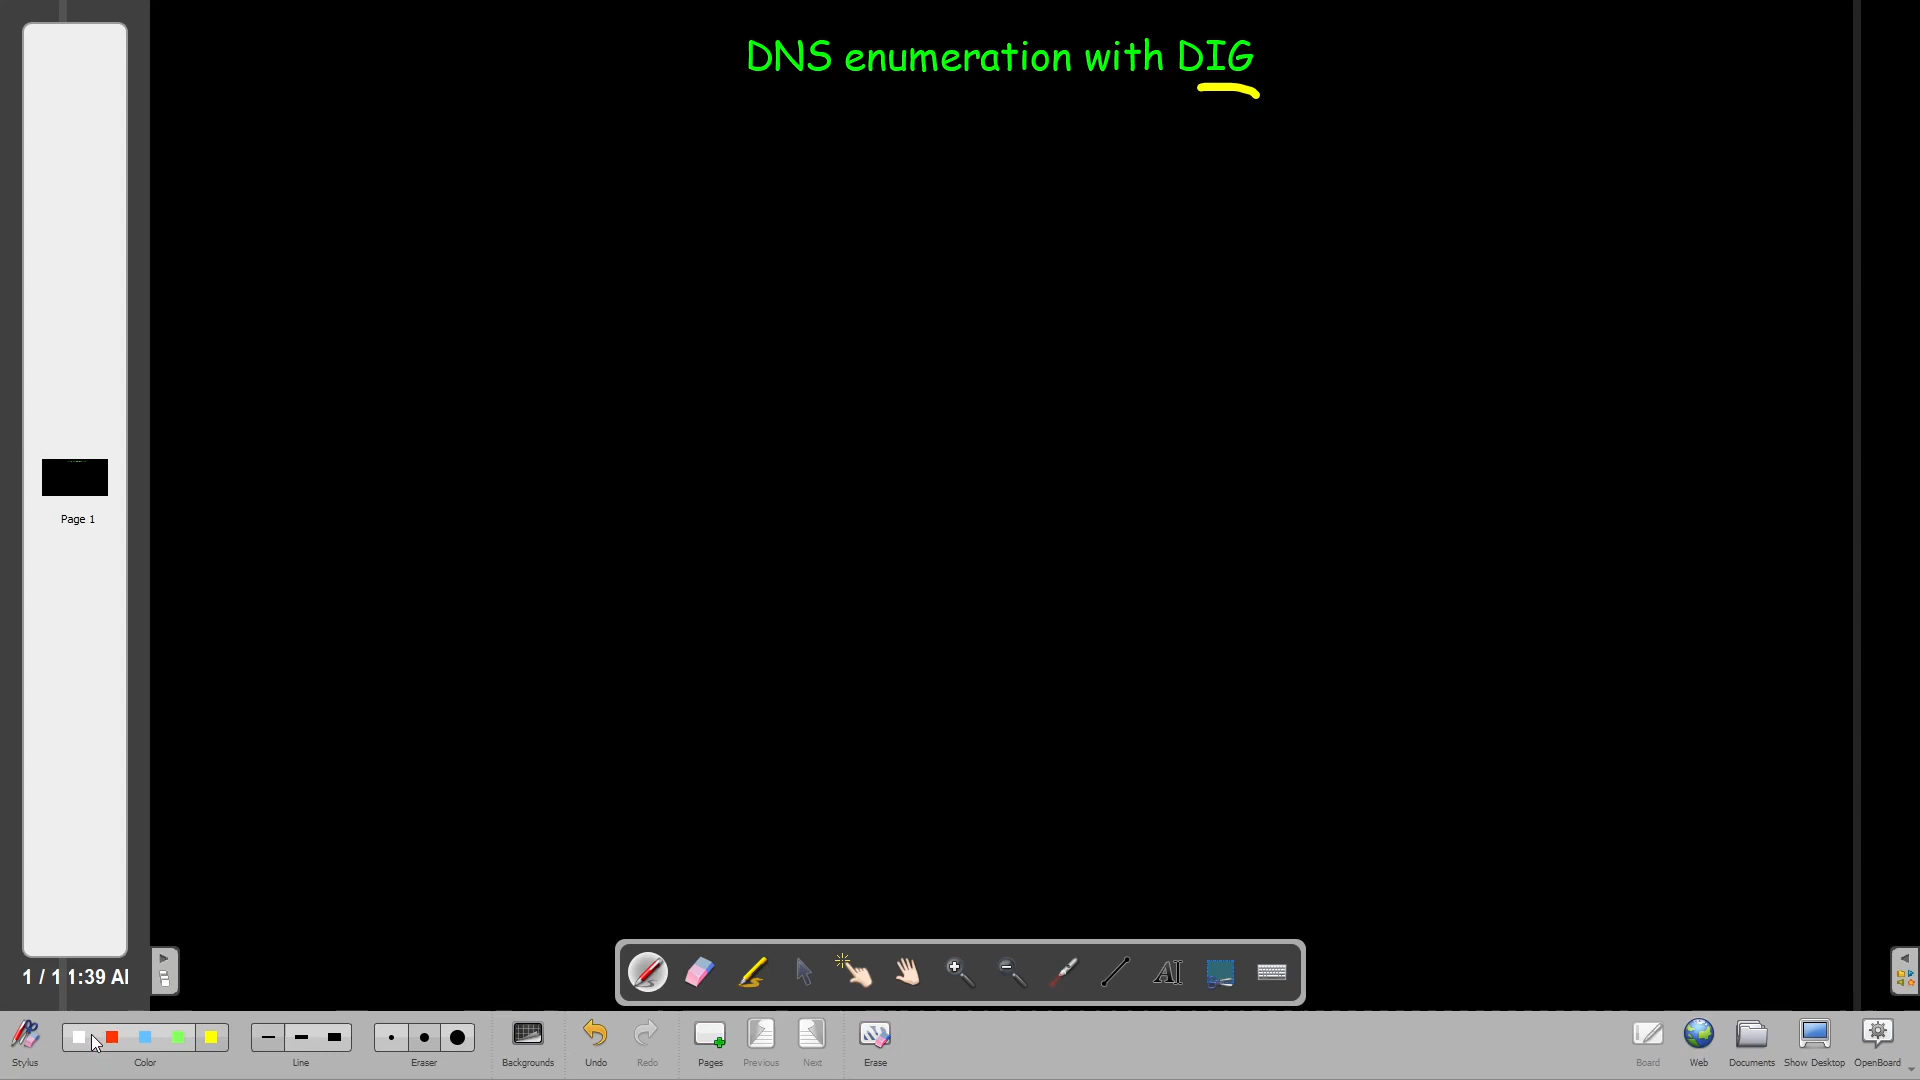 DNS enumeration with DIG
Page 1
1 / 1 1:39 AI
Stylus
Color
Line
Eraser
Backgrounds
Undo
Redo
Pages
Previous
Next
Erase
Board
Web
Documents
Show Desktop
OpenBoard